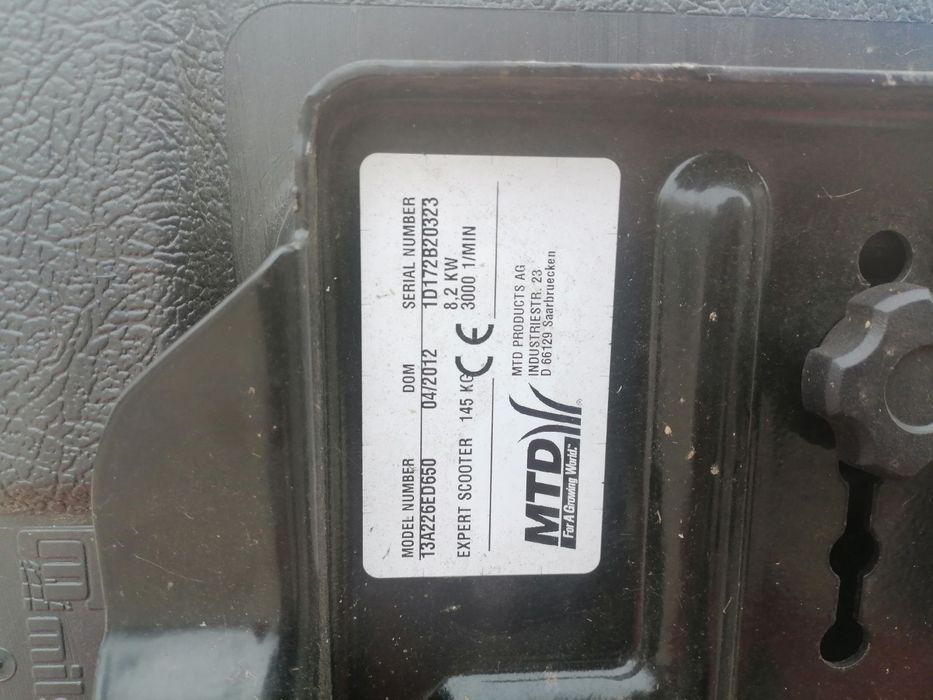 MODEL NUMBER DOM SERIAL NUMBER
13A226ED650 04/2012 1D172B20323
EXPERT SCOOTER 145 KG 8,2 KW
CE 3000 1/MIN
MTD
For A Growing World.™
®
MTD PRODUCTS AG
INDUSTRIESTR. 23
D 66129 Saarbruecken